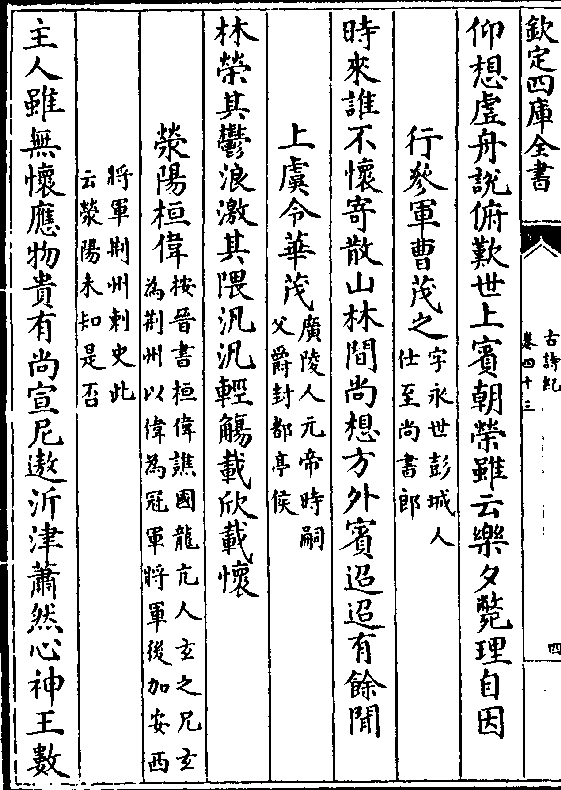 欽定四庫全書
古詩紀
卷四十三
四
仰想虛舟說俯歎世上賓朝榮雖云樂夕斃理自因
行參軍曹茂之
字永世彭城人
仕至尚書郎
時來誰不懷寄散山林間尚想方外賓迢迢有餘閒
上虞令華茂
廣陵人元帝時嗣
父爵封都亭侯
林榮其鬱浪激其隈汎汎輕觴載欣載懷
滎陽桓偉
按晉書桓偉譙國龍亢人玄之兄玄
為荆州以偉為冠軍將軍後加安西
將軍荆州刺史此
云滎陽未知是否
主人雖無懷應物貴有尚宣尼遨沂津蕭然心神王數